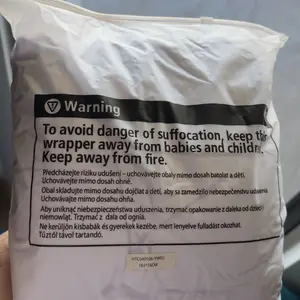 Warning
To avoid danger of suffocation, keep this
wrapper away from babies and children.
Keep away from fire.
Předcházejte riziku udušení – uchovávejte obaly mimo dosah batolat a dětí.
Uchovávejte mimo dosah ohně.
Obal skladujte mimo dosahu dojčiat a detí, aby sa zamedzilo nebezpečenstvu udusenia.
Uchovávajte mimo dosahu ohňa.
Aby uniknąć niebezpieczeństwa uduszenia, trzymać opakowanie z daleka od dzieci i
niemowląt. Trzymać z dala od ognia.
Ne kerüljön kisbabák és gyerekek kezébe, mert lenyelve fulladást okozhat.
Tűztől távol tartandó.